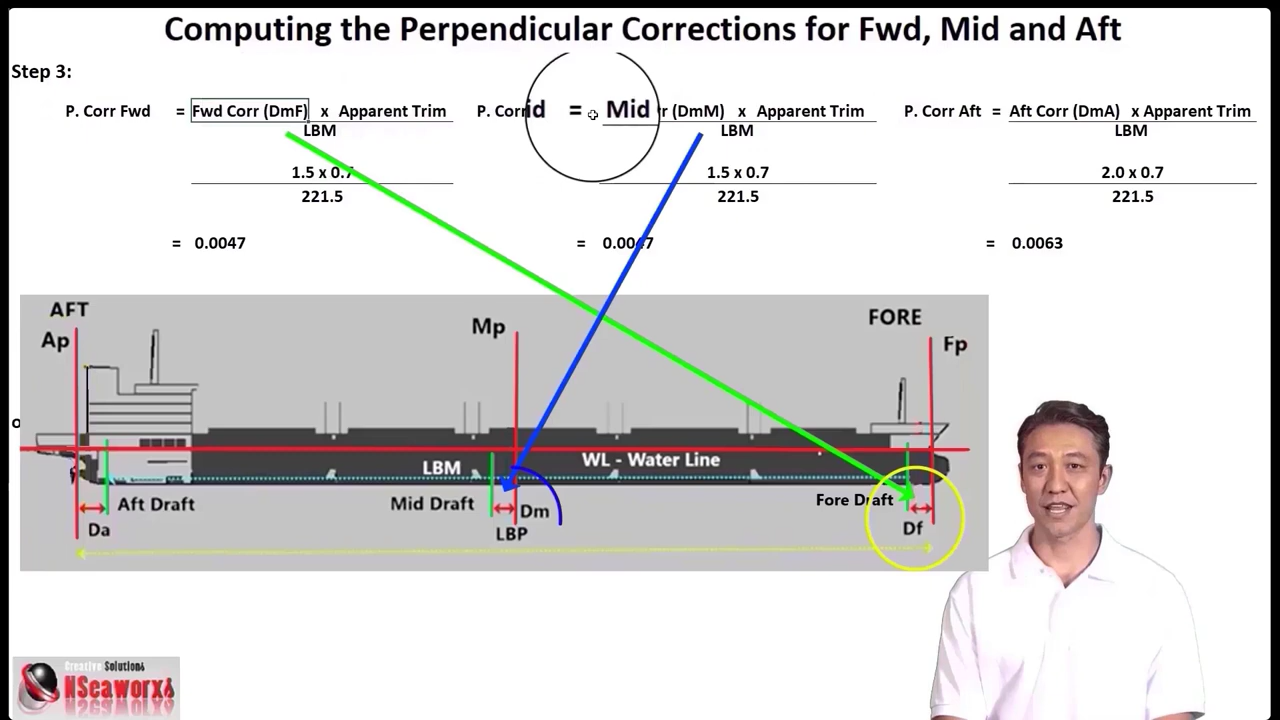 Computing the Perpendicular Corrections for Fwd, Mid and Aft
Step 3:
P. Corr Fwd = Fwd Corr (DmF) x Apparent Trim
LBM
1.5 x 0.7
221.5
= 0.0047
P. Corr id = Mid r (DmM) x Apparent Trim
LBM
1.5 x 0.7
221.5
= 0.0047
P. Corr Aft = Aft Corr (DmA) x Apparent Trim
LBM
2.0 x 0.7
221.5
= 0.0063
AFT
Ap
Mp
FORE
Fp
LBM
WL - Water Line
Aft Draft
Mid Draft
Fore Draft
Da
Dm
Df
LBP
Creative Solutions
NSeaworx